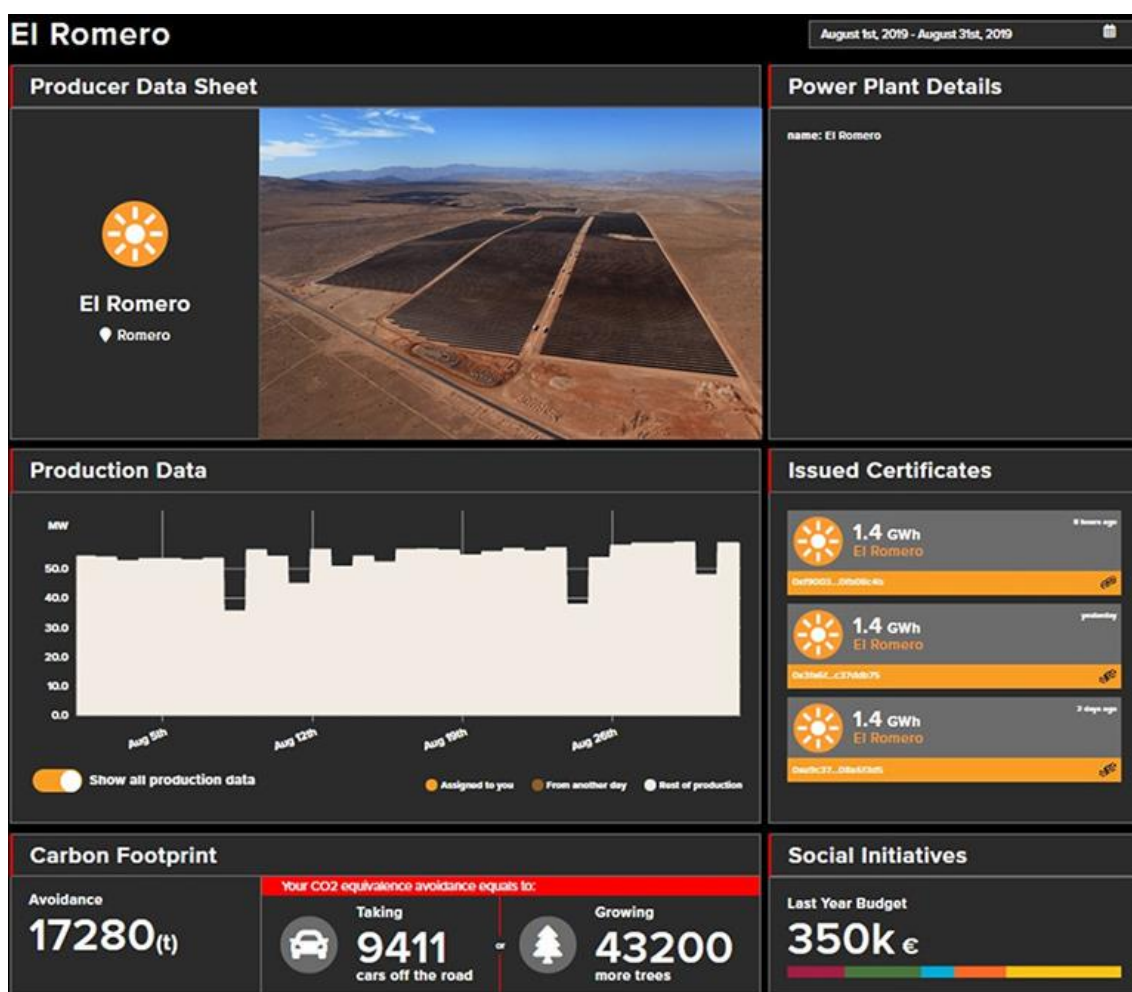 El Romero
August 1st, 2019 - August 31st, 2019
Producer Data Sheet
El Romero
Romero
Power Plant Details
name: El Romero
Production Data
MW
50.0
40.0
30.0
20.0
10.0
0.0
Aug 5th
Aug 12th
Aug 19th
Aug 26th
Show all production data
Assigned to you
From another day
Rest of production
Issued Certificates
1.4 GWh
hours ago
El Romero
1.4 GWh
yesterday
El Romero
1.4 GWh
2 days ago
El Romero
Carbon Footprint
Avoidance
17280(t)
Your CO2 equivalence avoidance equals to:
Taking
9411
cars off the road
or
Growing
43200
more trees
Social Initiatives
Last Year Budget
350k €